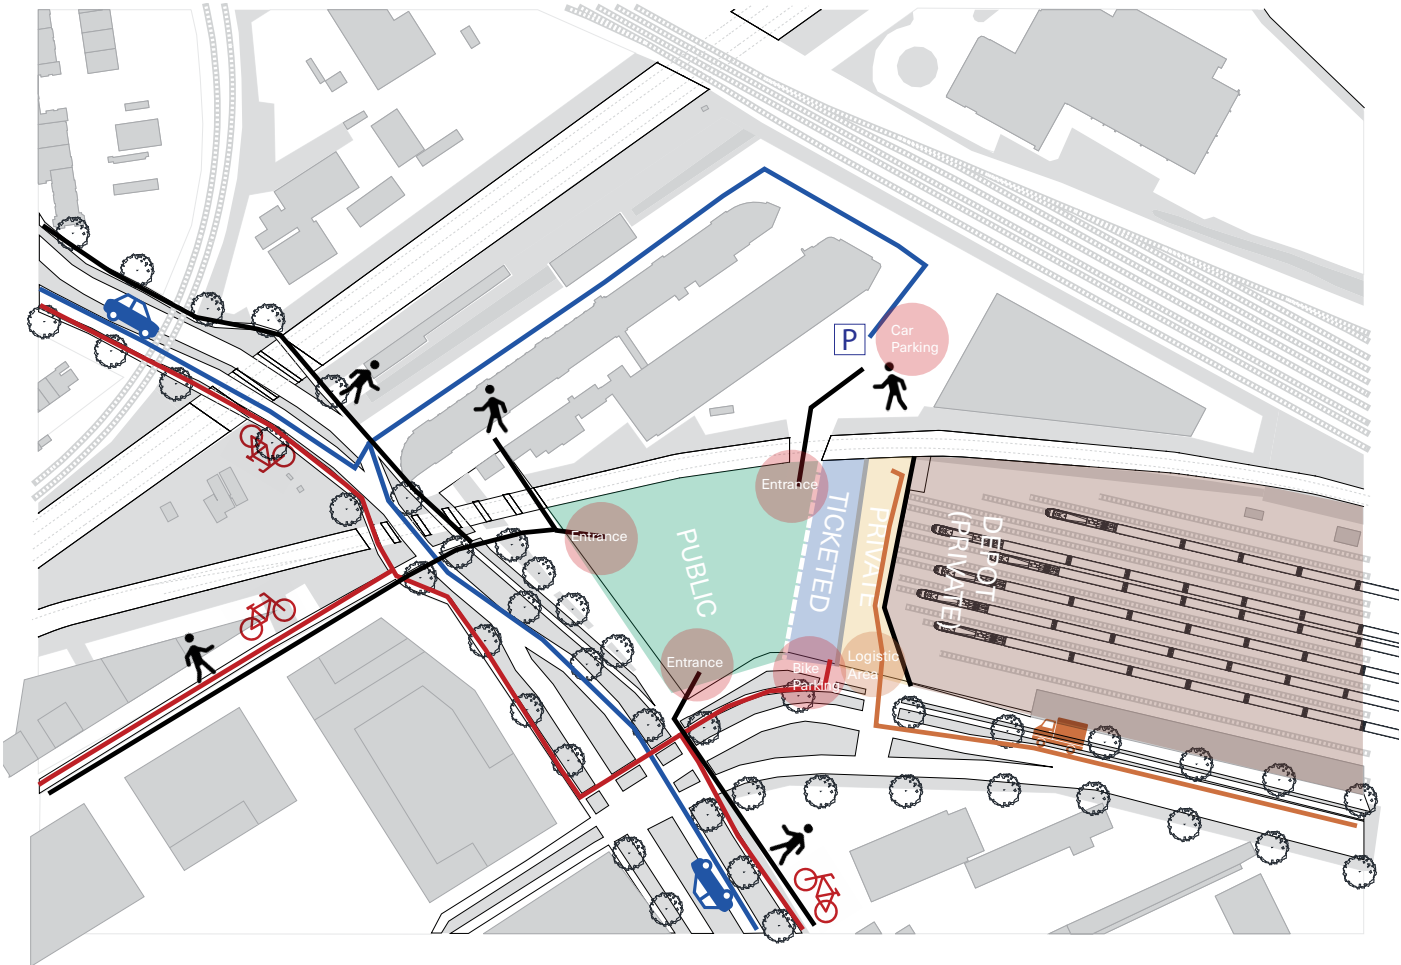 Car
Parking
P
Entrance
Entrance
Entrance
PUBLIC
TICKETED
PRIVATE
DEPOT
(PRIVATE)
Bike
Parking
Logistic
Area